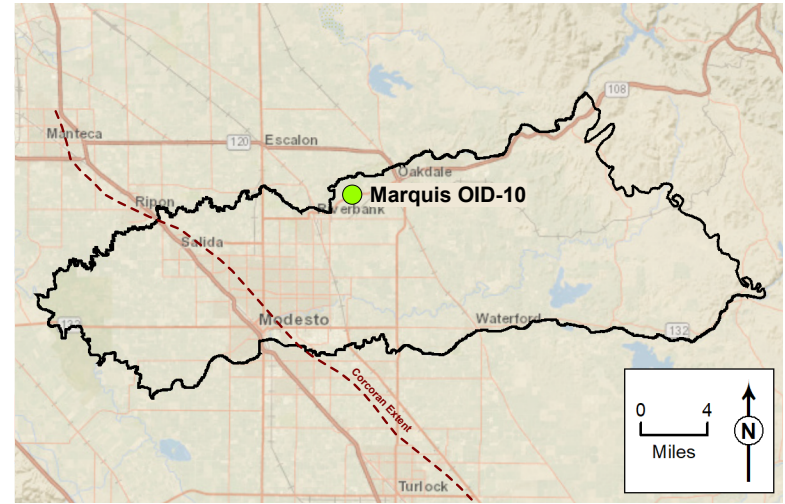 108
Manteca
120
Escalon
Oakdale
Marquis OID-10
Ripon
Riverbank
Salida
132
Modesto
Waterford
132
Corcoran Extent
0 4
Miles
N
Turlock